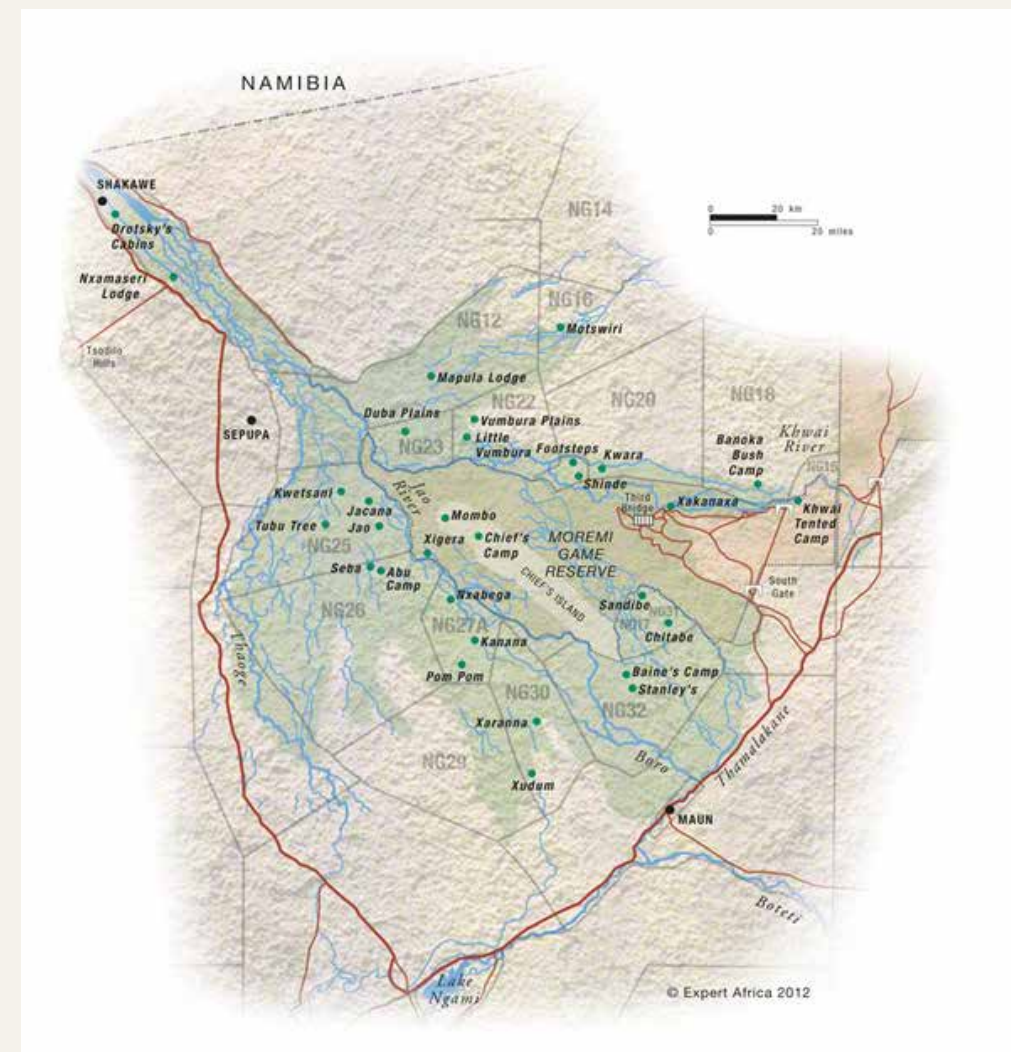 NAMIBIA
SHAKAWE
Drotsky's
Cabins
NG14
0 20 km
0 20 miles
Nxamaseri
Lodge
NG16
NG12
Motswiri
Tsodilo
Hills
Mapula Lodge
NG22
NG20
NG18
Duba Plains
Vumbura Plains
SEPUPA
NG23
Little
Vumbura
Footsteps
Kwara
Banoka
Bush
Camp
Khwai
River
Shinde
Kwetsani
Jao
River
Jacana
Third
Bridge
Xakanaxa
Khwai
Tented
Camp
Tubu Tree
Jao
Mombo
NG25
Xigera
Chief's
Camp
MOREMI
GAME
RESERVE
Seba
Abu
Camp
CHIEF'S ISLAND
South
Gate
NG26
Nxabega
Sandibe
NG31
NG17
NG27A
Chitabe
Thaoge
Kanana
Pom Pom
Baine's Camp
Stanley's
NG30
NG32
Xaranna
NG29
Boro
Thamalakane
Xudum
MAUN
Boteti
Lake
Ngami
© Expert Africa 2012